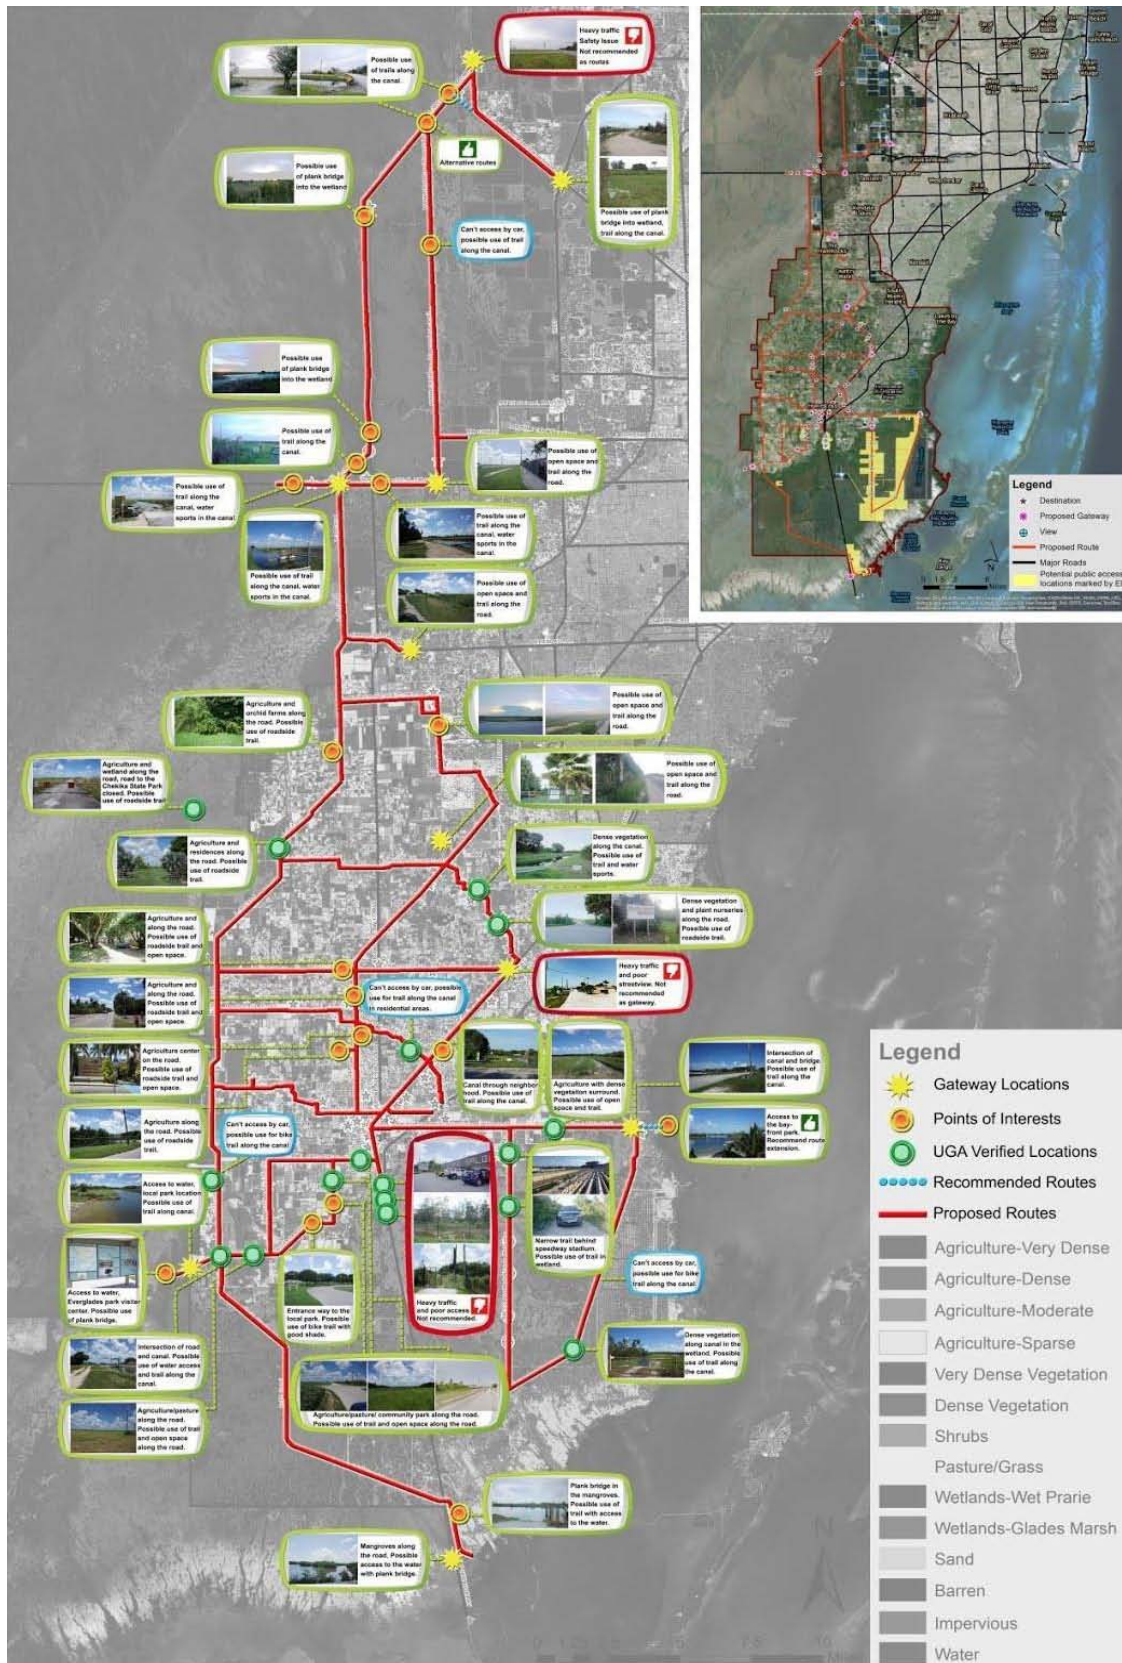 Heavy traffic
Safety Issue
Not recommended
as routes
Possible use
of trails along
the canal.
Alternative routes
Possible use
of plank bridge
into the wetland
Possible use of plank
bridge into wetland,
trail along the canal.
Can't access by car,
possible use of trail
along the canal.
Possible use
of plank bridge
into the wetland
Possible use of
trail along the
canal.
Possible use of
open space and
trail along the
road.
Possible use of
trail along the
canal, water
sports in the canal
Possible use of
trail along the
canal, water
sports in the
canal.
Possible use of trail
along the canal, water
sports in the canal.
Possible use of
open space and
trail along the
road.
Agriculture and
orchid farms along
the road. Possible
use of roadside
trail.
Possible use of
open space and
trail along the
road.
Agriculture and
wetland along the
road, road to the
Chekika State Park
closed. Possible
use of roadside trail
Possible use of
open space and
trail along the
road.
Agriculture and
residences along
the road. Possible
use of roadside
trail.
Dense vegetation
along the canal.
Possible use of
trail and water
sports.
Dense vegetation
and plant nurseries
along the road.
Possible use of
roadside trail.
Agriculture and
along the road.
Possible use of
roadside trail and
open space.
Heavy traffic
and poor
streetview. Not
recommended
as gateway.
Can't access by car, possible
use for trail along the canal
in residential areas.
Agriculture and
along the road.
Possible use of
roadside trail and
open space.
Agriculture center
on the road.
Possible use of
roadside trail and
open space.
Canal through neighbor
hood. Possible use of
trail along the canal.
Agriculture with dense
vegetation surround.
Possible use of open
space and trail.
Intersection of
canal and bridge.
Possible use of
trail along the
canal.
Access to
the bay-
front park.
Recommend route
extension.
Agriculture along
the road. Possible
use of roadside
trail.
Can't access by car,
possible use for bike
trail along the canal
Access to water,
local park location
Possible use of
trail along canal.
Narrow trail behind
speedway stadium.
Possible use of trail in
wetland.
Can't access by car,
possible use for bike
trail along the canal.
Access to water,
Everglades park visiter
center. Possible use
of plank bridge.
Entrance way to the
local park. Possible
use of bike trail with
good shade.
Heavy traffic
and poor access
Not recommended.
Intersection of road
and canal. Possible
use of water access
and trail along the
canal.
Dense vegetation
along canal in the
wetland. Possible
use of trail along
the canal.
Agriculture/pasture
along the road.
Possible use of trail
and open space
along the road.
Agriculture/pasture/ community park along the road.
Possible use of trail and open space along the road.
Plank bridge in
the mangroves.
Possible use of
trail with access
to the water.
Mangroves along
the road. Possible
access to the water
with plank bridge.
Legend
Destination
Proposed Gateway
View
Proposed Route
Major Roads
Potential public access
locations marked by E
N
Legend
Gateway Locations
Points of Interests
UGA Verified Locations
Recommended Routes
Proposed Routes
Agriculture-Very Dense
Agriculture-Dense
Agriculture-Moderate
Agriculture-Sparse
Very Dense Vegetation
Dense Vegetation
Shrubs
Pasture/Grass
Wetlands-Wet Prarie
Wetlands-Glades Marsh
Sand
Barren
Impervious
Water